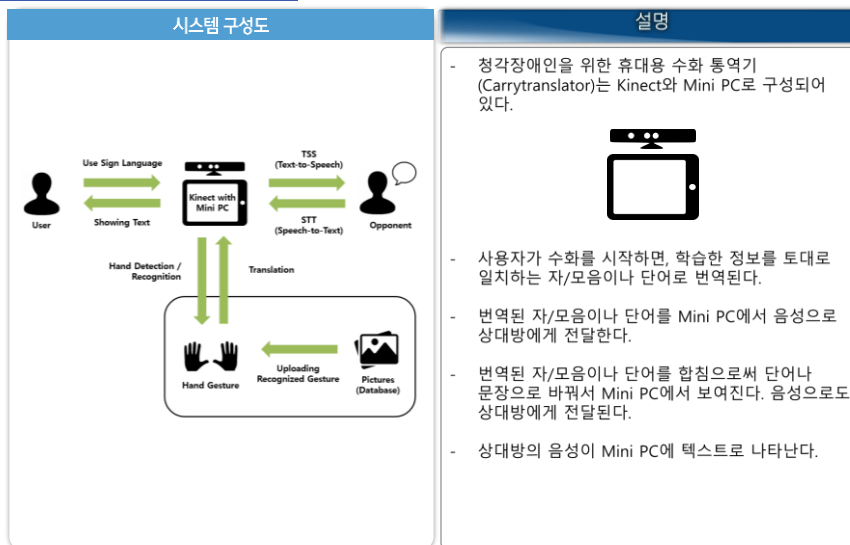 시스템 구성도
Use Sign Language
Showing Text
User
Kinect with
Mini PC
TSS
(Text-to-Speech)
STT
(Speech-to-Text)
Opponent
Hand Detection /
Recognition
Translation
Hand Gesture
Uploading
Recognized Gesture
Pictures
(Database)
설명
- 청각장애인을 위한 휴대용 수화 통역기
(Carrytranslator)는 Kinect와 Mini PC로 구성되어
있다.
- 사용자가 수화를 시작하면, 학습한 정보를 토대로
일치하는 자/모음이나 단어로 번역된다.
- 번역된 자/모음이나 단어를 Mini PC에서 음성으로
상대방에게 전달한다.
- 번역된 자/모음이나 단어를 합침으로써 단어나
문장으로 바꿔서 Mini PC에서 보여진다. 음성으로도
상대방에게 전달된다.
- 상대방의 음성이 Mini PC에 텍스트로 나타난다.